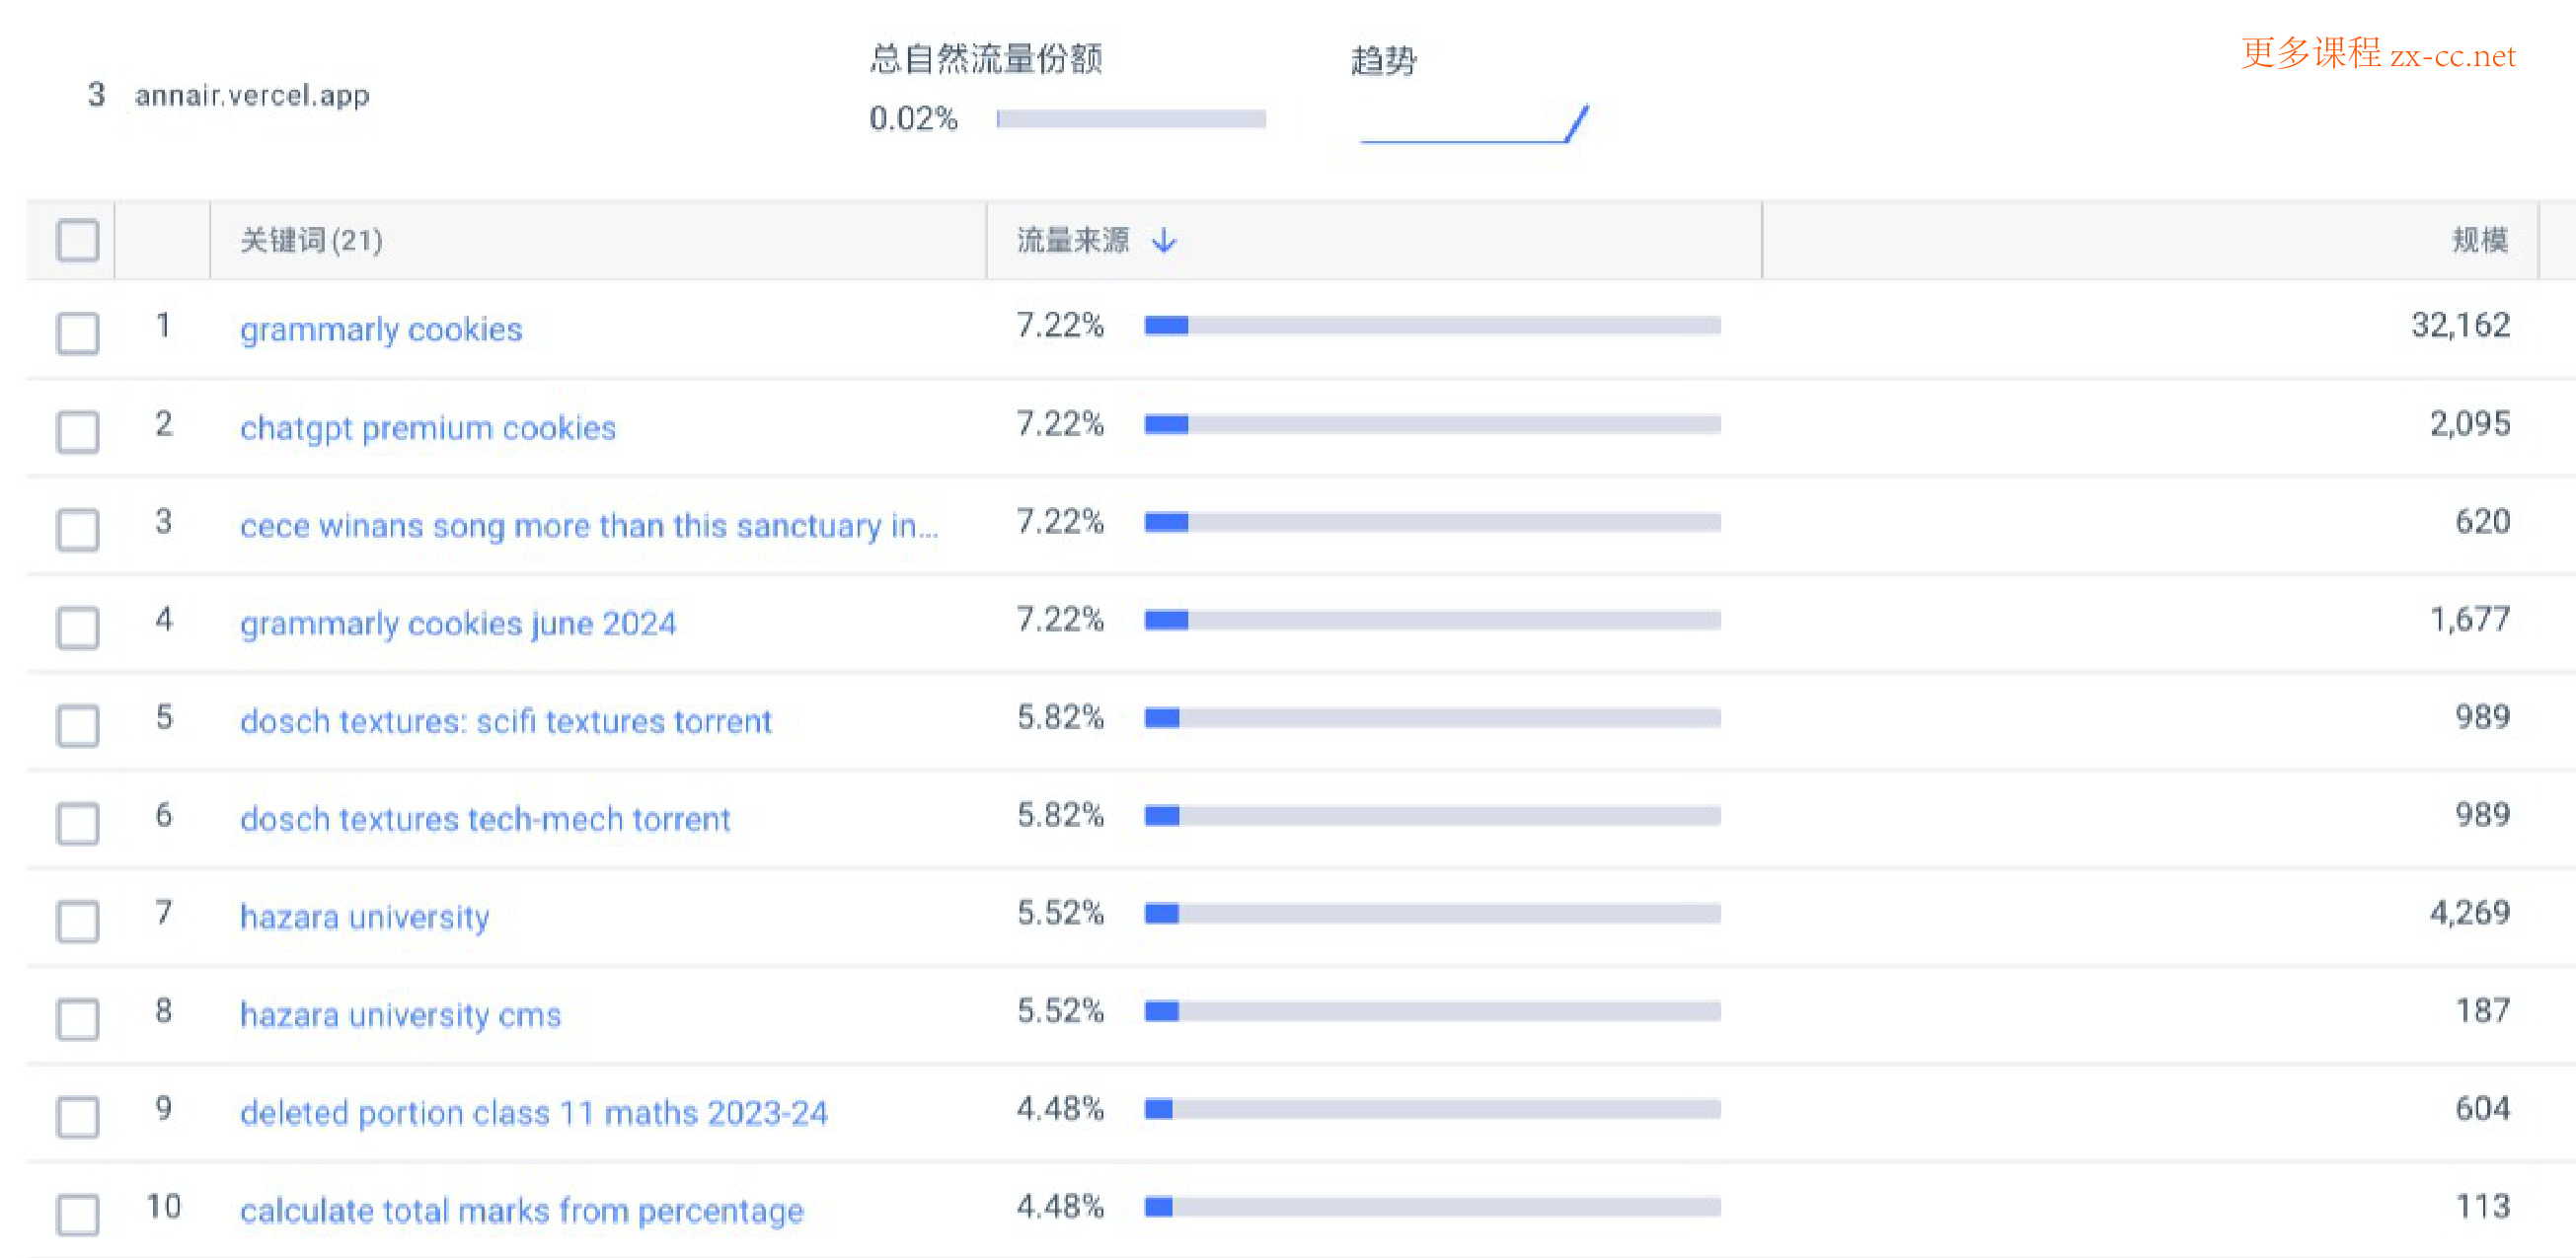 更多课程 zx-cc.net
总自然流量份额 趋势
3 annair.vercel.app
0.02%
关键词(21) 流量来源 ↓ 规模
1 grammarly cookies 7.22% 32,162
2 chatgpt premium cookies 7.22% 2,095
3 cece winans song more than this sanctuary in... 7.22% 620
4 grammarly cookies june 2024 7.22% 1,677
5 dosch textures: scifi textures torrent 5.82% 989
6 dosch textures tech-mech torrent 5.82% 989
7 hazara university 5.52% 4,269
8 hazara university cms 5.52% 187
9 deleted portion class 11 maths 2023-24 4.48% 604
10 calculate total marks from percentage 4.48% 113